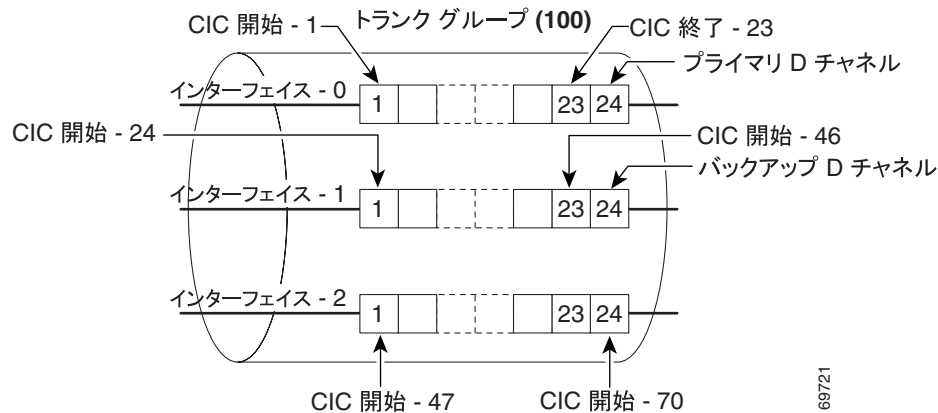 トランク グループ (100)
CIC 開始 - 1
CIC 終了 - 23
プライマリ D チャネル
インターフェイス - 0
1
23
24
CIC 開始 - 24
CIC 開始 - 46
バックアップ D チャネル
インターフェイス - 1
1
23
24
インターフェイス - 2
1
23
24
CIC 開始 - 47
CIC 開始 - 70
69721